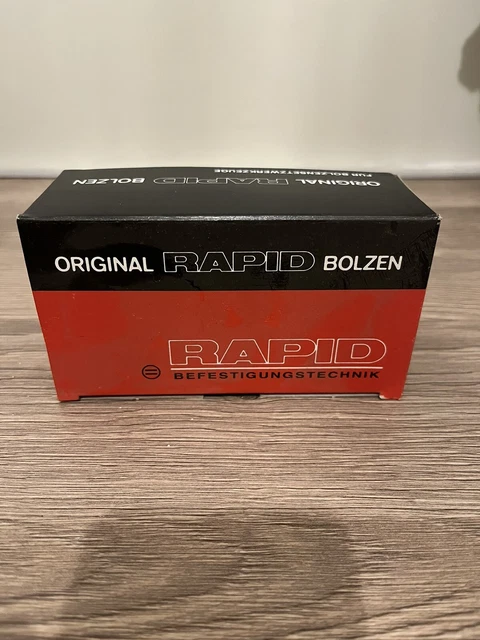 ORIGINAL RAPID BOLZEN
FÜR BOLZENSETZWERKZEUGE
ORIGINAL RAPID BOLZEN
RAPID
BEFESTIGUNGSTECHNIK